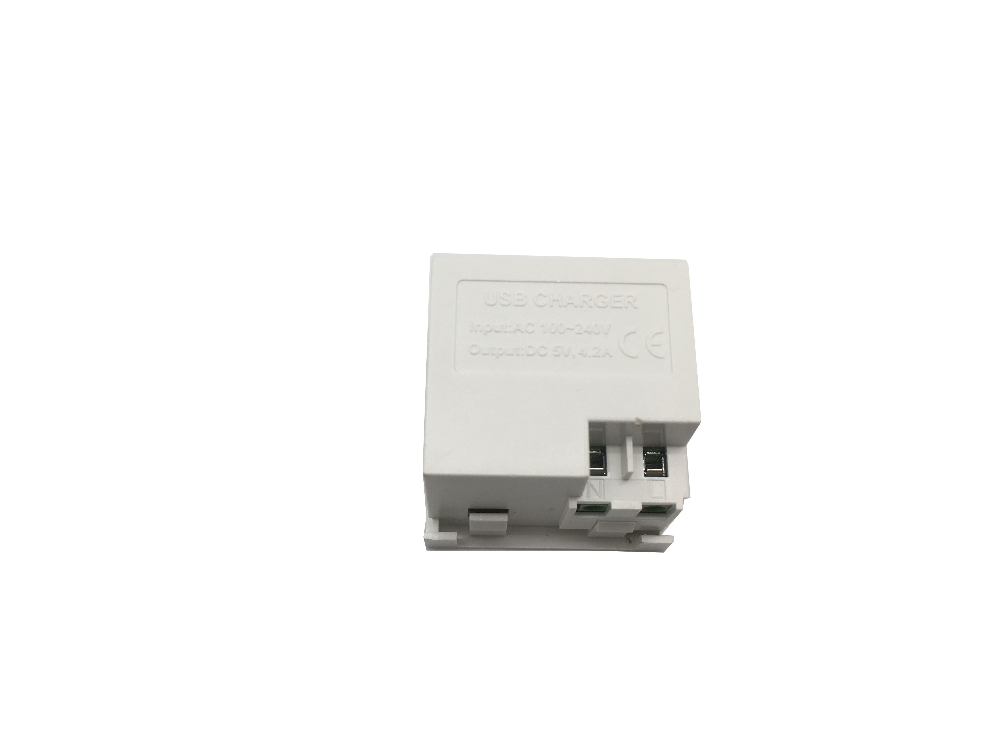 USB CHARGER
Input:AC 100~240V
Output:DC 5V, 4.2A CE
N L